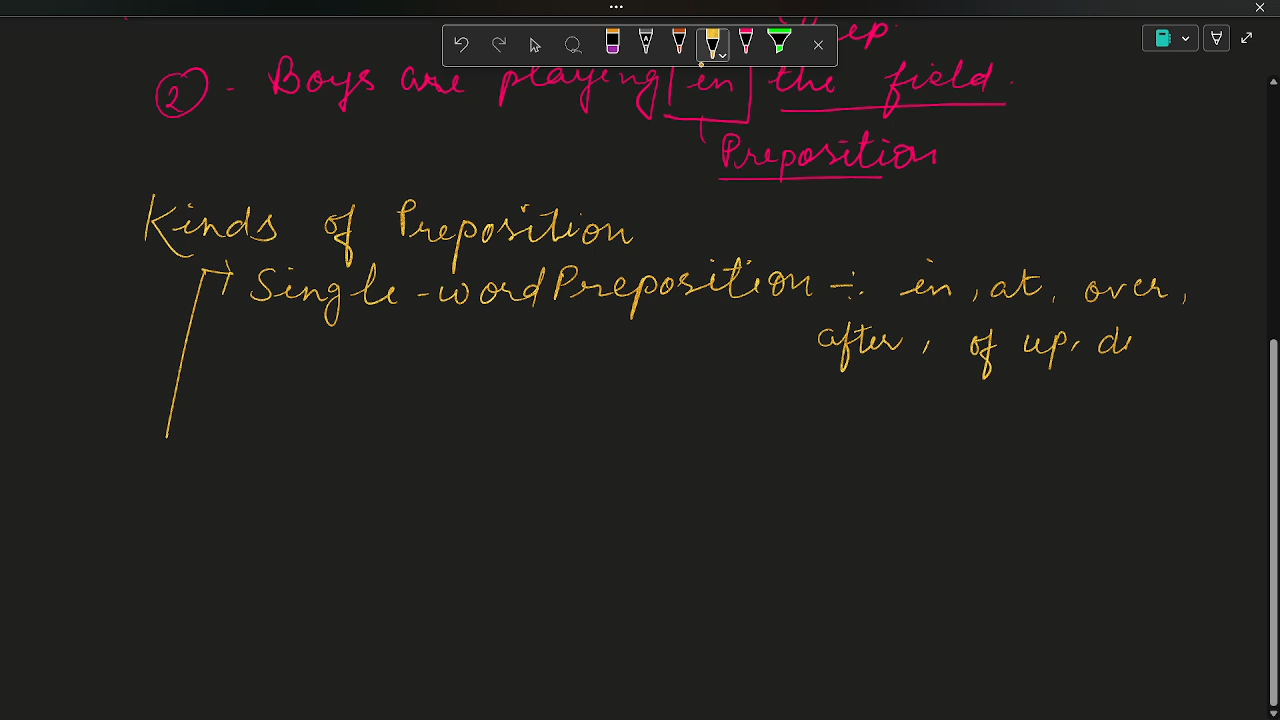 ep.
② - Boys are playing in the field.
Preposition
Kinds of Preposition
→ Single-word Preposition ÷ in, at, over,
after, of up, d